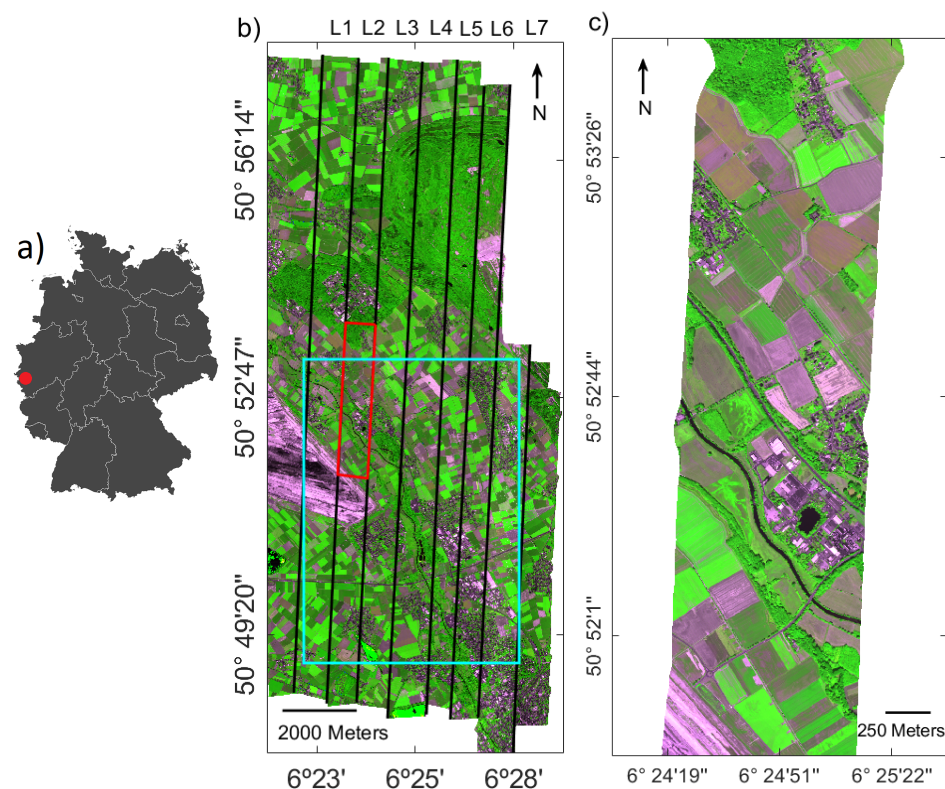 a)
b)
L1 L2 L3 L4 L5 L6 L7
N
50° 56'14''
50° 52'47''
50° 49'20''
2000 Meters
6°23' 6°25' 6°28'
c)
N
50° 53'26''
50° 52'44''
50° 52'1''
250 Meters
6° 24'19'' 6° 24'51'' 6° 25'22''